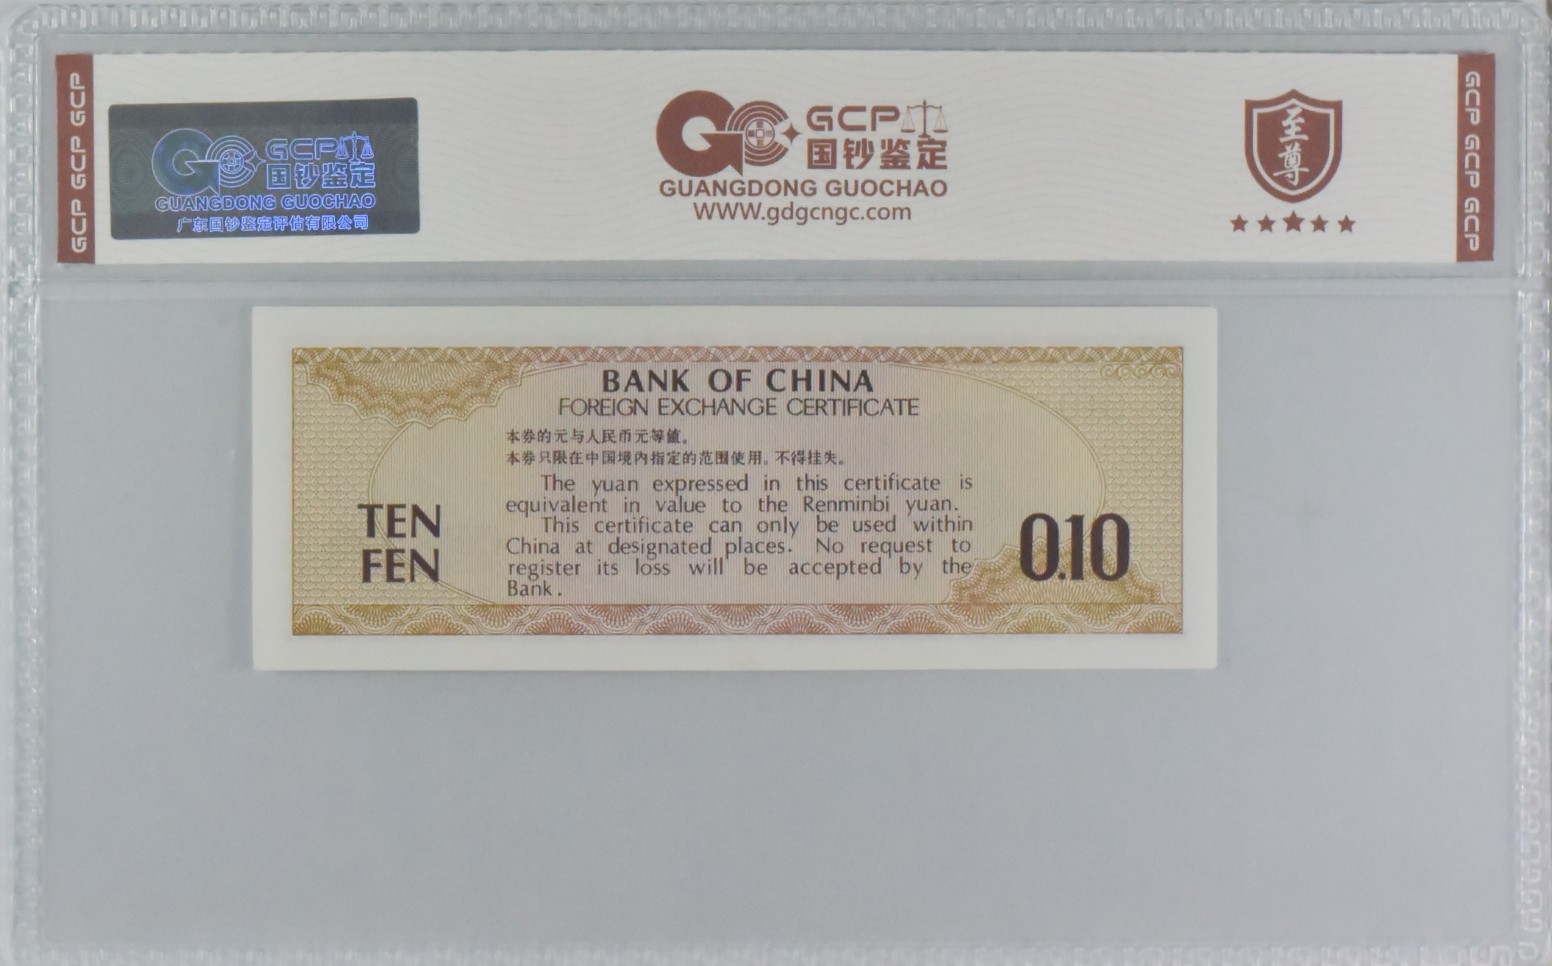 GCP GCP GCP
GCP 国钞鉴定
GUANGDONG GUOCHAO
广东国钞鉴定评估有限公司
GCP
国钞鉴定
GUANGDONG GUOCHAO
WWW.gdgcngc.com
至尊
GCP GCP GCP
BANK OF CHINA
FOREIGN EXCHANGE CERTIFICATE
本券的元与人民币元等值。
本券只限在中国境内指定的范围使用。不得挂失。
The yuan expressed in this certificate is
equivalent in value to the Renminbi yuan.
This certificate can only be used within
China at designated places. No request to
register its loss will be accepted by the
Bank.
TEN
FEN
0.10